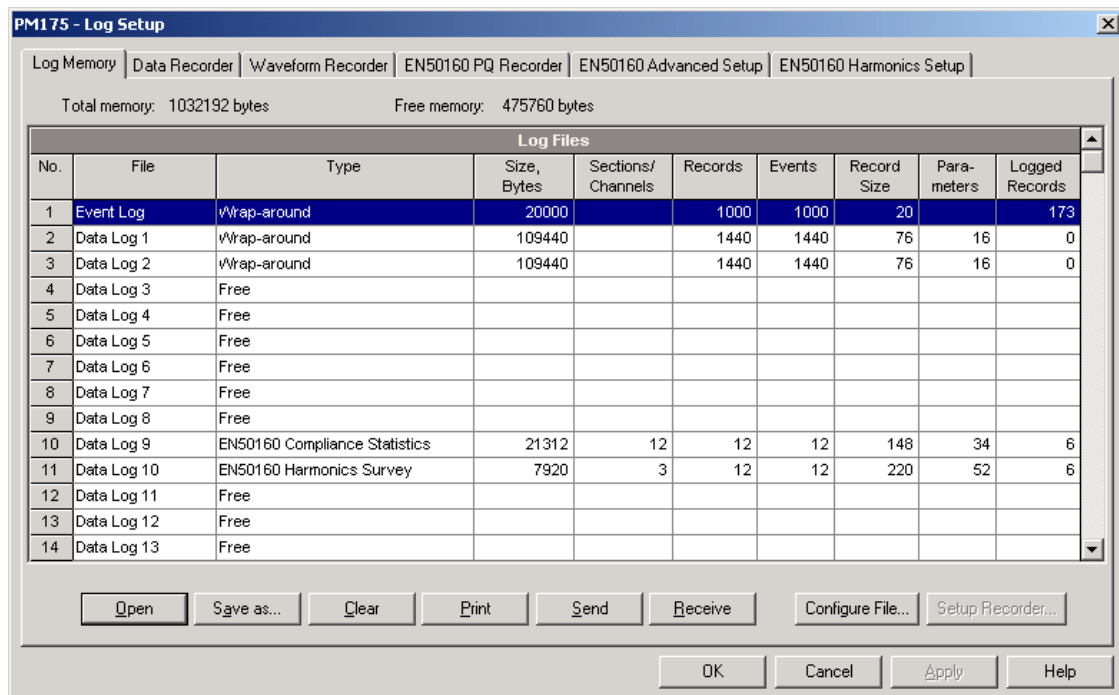 PM175 - Log Setup
Log Memory Data Recorder Waveform Recorder EN50160 PQ Recorder EN50160 Advanced Setup EN50160 Harmonics Setup
Total memory: 1032192 bytes Free memory: 475760 bytes
Log Files
No. File Type Size, Bytes Sections/ Channels Records Events Record Size Para- meters Logged Records
1 Event Log Wrap-around 20000 1000 1000 20 173
2 Data Log 1 Wrap-around 109440 1440 1440 76 16 0
3 Data Log 2 Wrap-around 109440 1440 1440 76 16 0
4 Data Log 3 Free
5 Data Log 4 Free
6 Data Log 5 Free
7 Data Log 6 Free
8 Data Log 7 Free
9 Data Log 8 Free
10 Data Log 9 EN50160 Compliance Statistics 21312 12 12 12 148 34 6
11 Data Log 10 EN50160 Harmonics Survey 7920 3 12 12 220 52 6
12 Data Log 11 Free
13 Data Log 12 Free
14 Data Log 13 Free
Open Save as... Clear Print Send Receive Configure File... Setup Recorder...
OK Cancel Apply Help